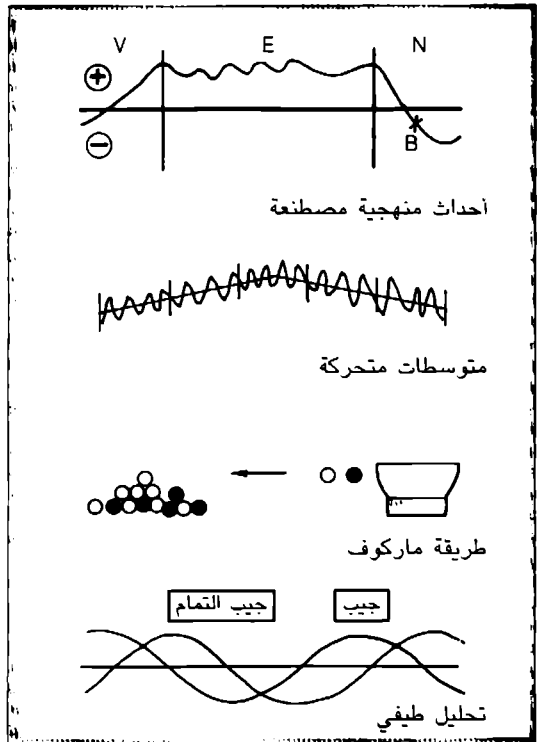 V E N
+
−
B
أحداث منهجية مصطنعة
متوسطات متحركة
طريقة ماركوف
جيب التمام جيب
تحليل طيفي